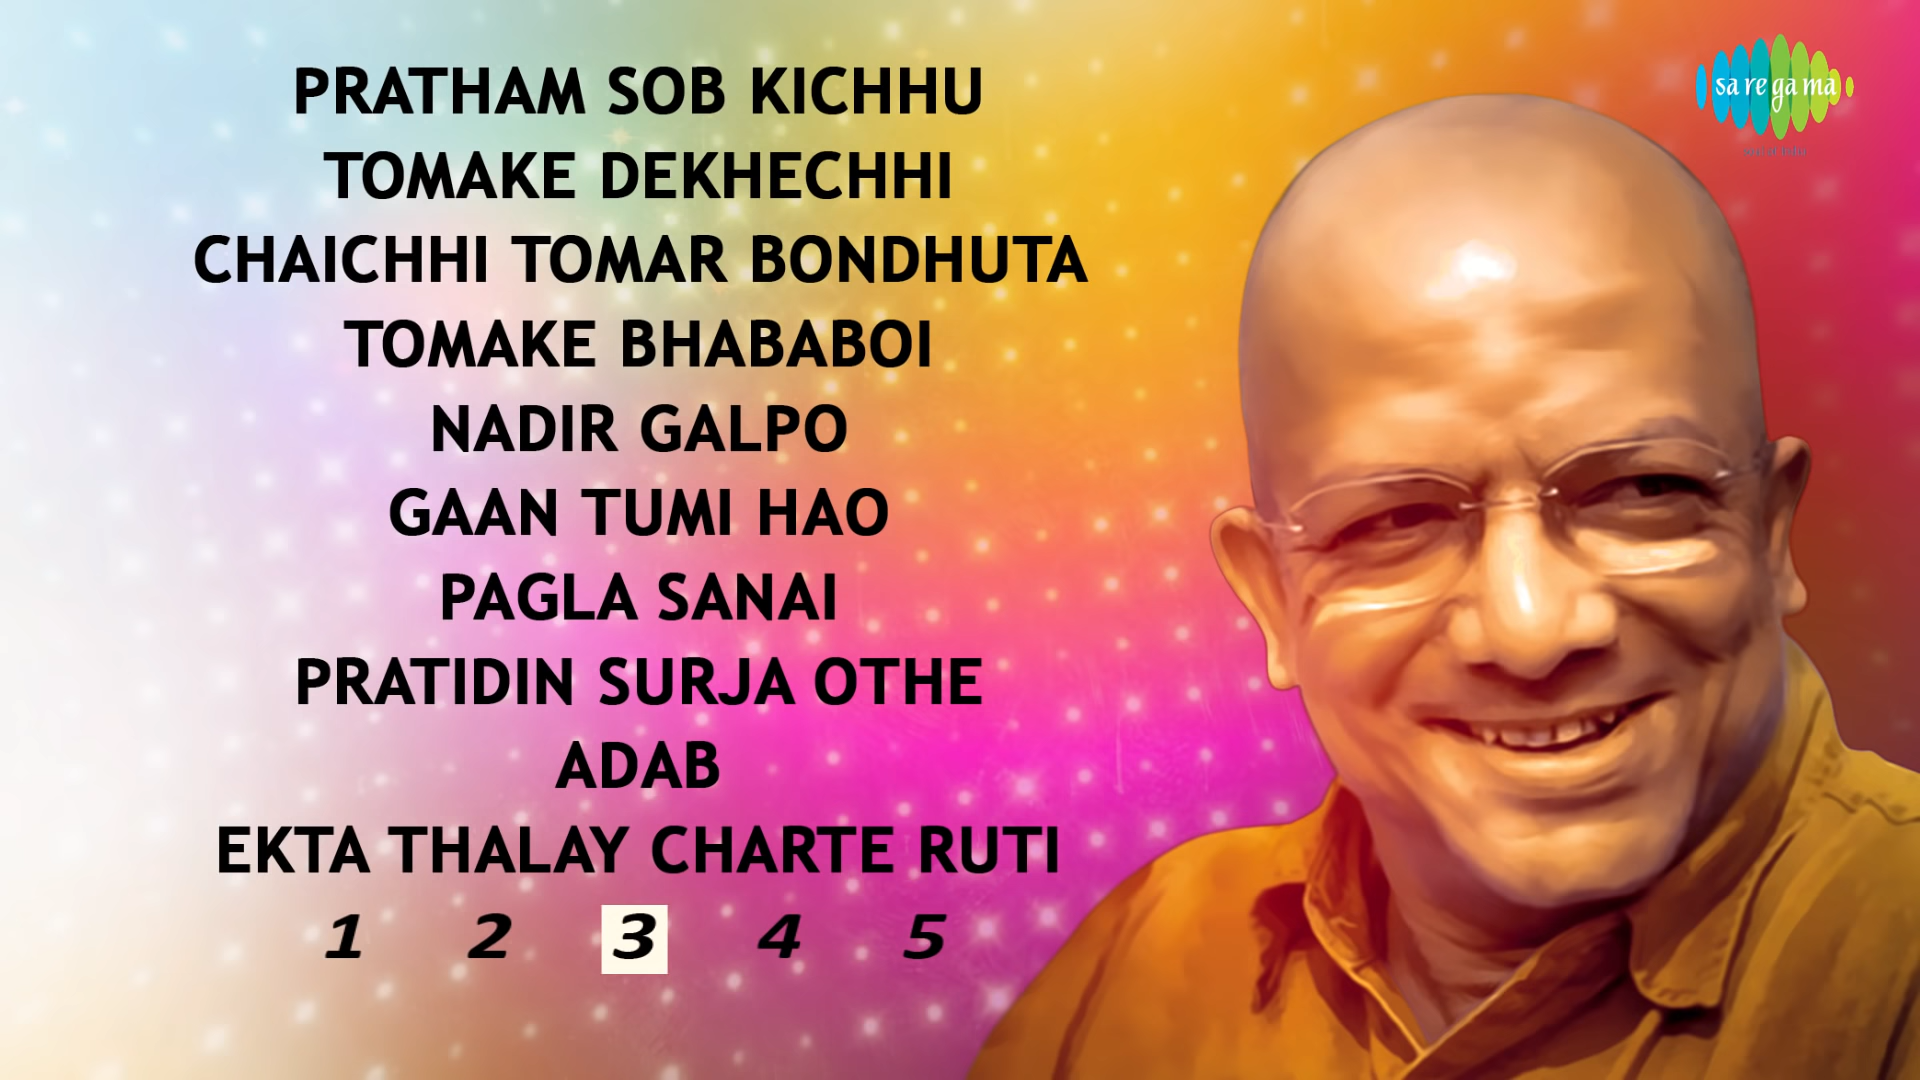 sa re ga ma
PRATHAM SOB KICHHU
TOMAKE DEKHECHHI
CHAICHHI TOMAR BONDHUTA
TOMAKE BHABABOI
NADIR GALPO
GAAN TUMI HAO
PAGLA SANAI
PRATIDIN SURJA OTHE
ADAB
EKTA THALAY CHARTE RUTI
1 2 3 4 5